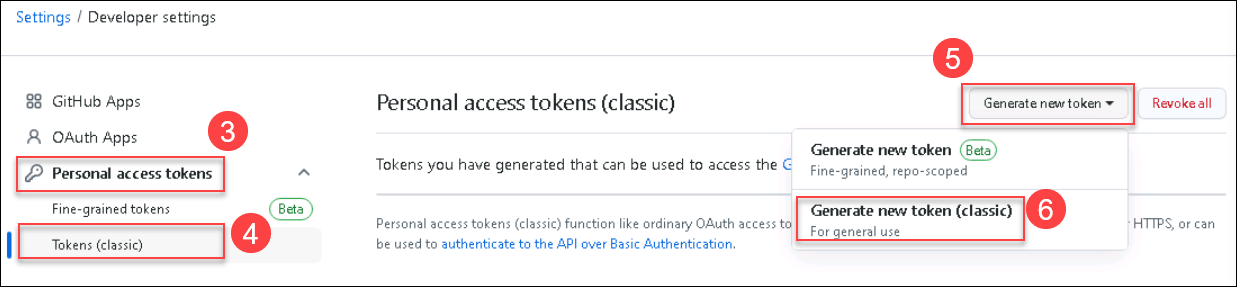 Settings / Developer settings
GitHub Apps
OAuth Apps
3
Personal access tokens
Fine-grained tokens Beta
Tokens (classic)
4
Personal access tokens (classic)
5
Generate new token
Revoke all
Tokens you have generated that can be used to access the G
Generate new token Beta
Fine-grained, repo-scoped
Generate new token (classic)
For general use
6
Personal access tokens (classic) function like ordinary OAuth access to
r HTTPS, or can
be used to authenticate to the API over Basic Authentication.